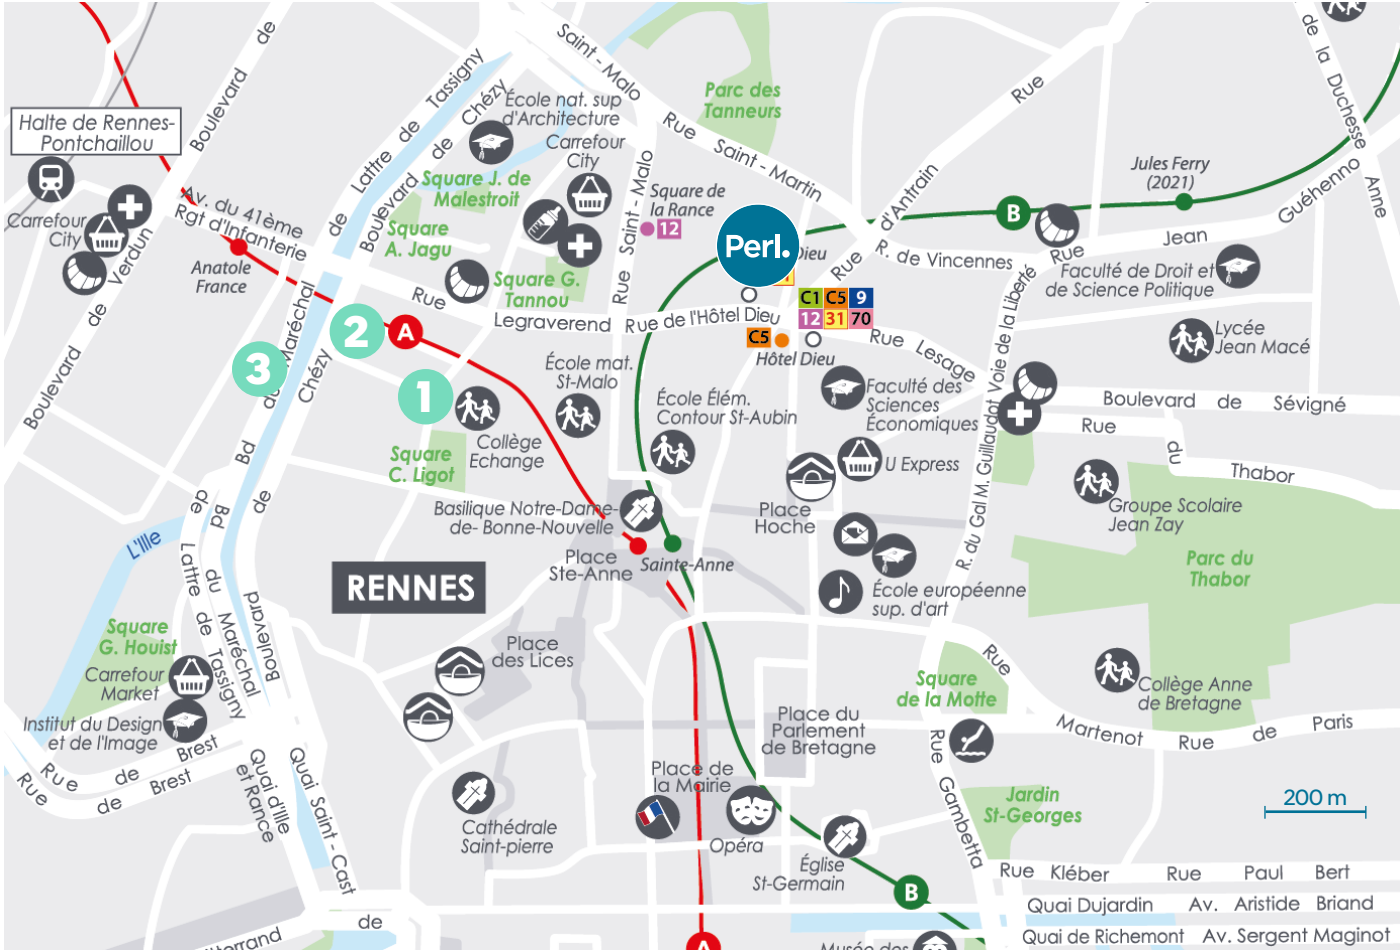 Halte de Rennes-
Pontchaillou
Boulevard
de
Lattre de
Tassigny
Boulevard de Chézy
École nat. sup
d'Architecture
Carrefour
City
Saint - Malo
Parc des
Tanneurs
Rue Saint - Martin
Rue
d'Antrain
Rue
de la Duchesse Anne
Jules Ferry
(2021)
B
Guéhenno
Jean
Rue
Carrefour
City
Av. du 41ème
Rgt d'Infanterie
Square J. de
Malestroit
Square
A. Jagu
Square de
la Rance
12
Rue Saint - Malo
Perl.
Dieu
R. de Vincennes
Faculté de Droit et
de Science Politique
Anatole
France
Boulevard de Verdun
Square G.
Tannou
Rue Legraverend
Rue de l'Hôtel Dieu
C1 C5 9
12 31 70
C5
Hôtel Dieu
Rue Lesage
Lycée
Jean Macé
2
A
3
1
du Maréchal
Chézy
de
Bd
École mat.
St-Malo
École Élém.
Contour St-Aubin
Faculté des
Sciences
Économiques
R. du Gal M. Guillaudot Voie de la Liberté
Boulevard de Sévigné
Rue du Thabor
Collège
Echange
Square
C. Ligot
U Express
Groupe Scolaire
Jean Zay
Basilique Notre-Dame-
de- Bonne-Nouvelle
Place
Hoche
L'Ille
Place
Ste-Anne
Sainte-Anne
Parc du
Thabor
RENNES
École européenne
sup. d'art
Bd du Maréchal
de Lattre de Tassigny
Boulevard
Square
G. Houist
Carrefour
Market
Place
des Lices
Square
de la Motte
Rue
Collège Anne
de Bretagne
Institut du Design
et de l'Image
Place du
Parlement
de Bretagne
Martenot Rue de Paris
Rue de Brest
Rue de Brest
Quai d'Ille
et Rance
Quai Saint - Cast
Place de
la Mairie
Rue Gambetta
Jardin
St-Georges
200 m
Cathédrale
Saint-pierre
Opéra
Église
St-Germain
B
Rue Kléber Rue Paul Bert
Quai Dujardin Av. Aristide Briand
Quai de Richemont Av. Sergent Maginot
de
A
Musée des